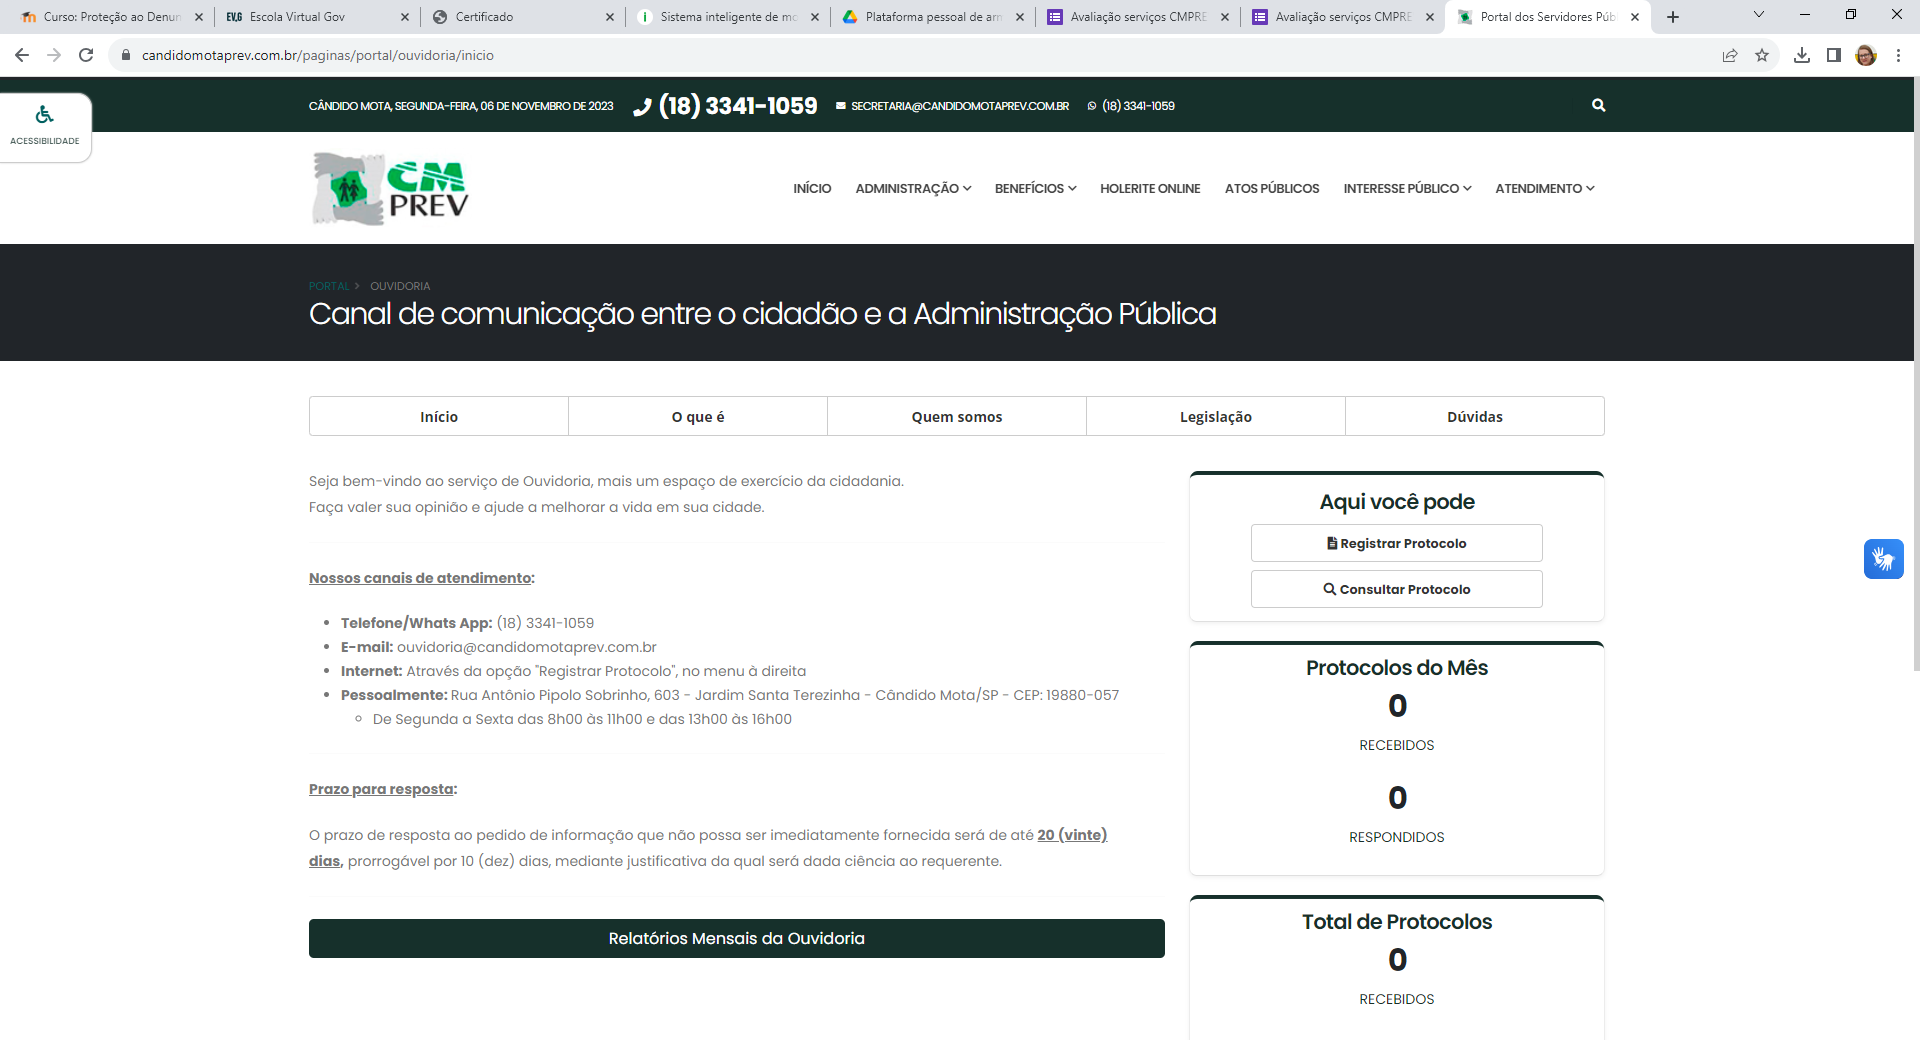 Curso: Proteção ao Denun
Escola Virtual Gov
Certificado
Sistema inteligente de mo
Plataforma pessoal de arm
Avaliação serviços CMPRE
Avaliação serviços CMPRE
Portal dos Servidores Púb
candidomotaprev.com.br/paginas/portal/ouvidoria/inicio
ACESSIBILIDADE
CÂNDIDO MOTA, SEGUNDA-FEIRA, 06 DE NOVEMBRO DE 2023 (18) 3341-1059 SECRETARIA@CANDIDOMOTAPREV.COM.BR (18) 3341-1059
CM
PREV
INÍCIO ADMINISTRAÇÃO BENEFÍCIOS HOLERITE ONLINE ATOS PÚBLICOS INTERESSE PÚBLICO ATENDIMENTO
PORTAL > OUVIDORIA
Canal de comunicação entre o cidadão e a Administração Pública
Início O que é Quem somos Legislação Dúvidas
Seja bem-vindo ao serviço de Ouvidoria, mais um espaço de exercício da cidadania.
Faça valer sua opinião e ajude a melhorar a vida em sua cidade.
Nossos canais de atendimento:
Telefone/Whats App: (18) 3341-1059
E-mail: ouvidoria@candidomotaprev.com.br
Internet: Através da opção "Registrar Protocolo", no menu à direita
Pessoalmente: Rua Antônio Pipolo Sobrinho, 603 - Jardim Santa Terezinha - Cândido Mota/SP - CEP: 19880-057
De Segunda a Sexta das 8h00 às 11h00 e das 13h00 às 16h00
Prazo para resposta:
O prazo de resposta ao pedido de informação que não possa ser imediatamente fornecida será de até 20 (vinte)
dias, prorrogável por 10 (dez) dias, mediante justificativa da qual será dada ciência ao requerente.
Relatórios Mensais da Ouvidoria
Aqui você pode
Registrar Protocolo
Consultar Protocolo
Protocolos do Mês
0
RECEBIDOS
0
RESPONDIDOS
Total de Protocolos
0
RECEBIDOS